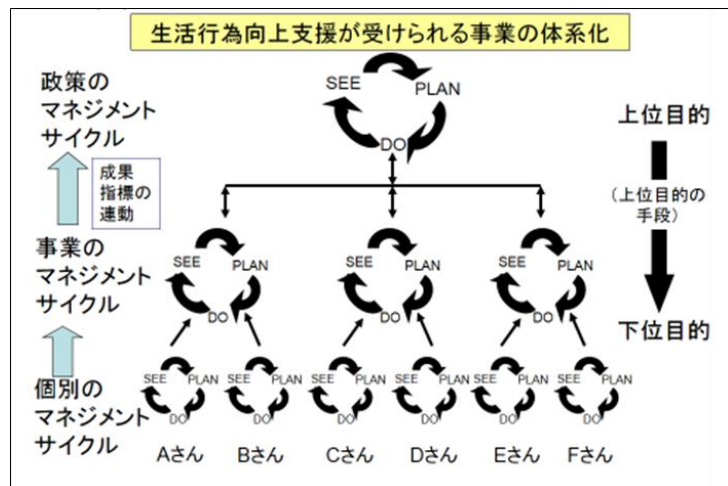 生活行為向上支援が受けられる事業の体系化
政策の
マネジメント
サイクル
成果
指標の
連動
事業の
マネジメント
サイクル
個別の
マネジメント
サイクル
SEE
PLAN
DO
SEE
PLAN
DO
SEE
PLAN
DO
SEE
PLAN
DO
SEE
PLAN
DO
SEE
PLAN
DO
SEE
PLAN
DO
SEE
PLAN
DO
SEE
PLAN
DO
SEE
PLAN
DO
Aさん
Bさん
Cさん
Dさん
Eさん
Fさん
上位目的
(上位目的の
手段)
下位目的